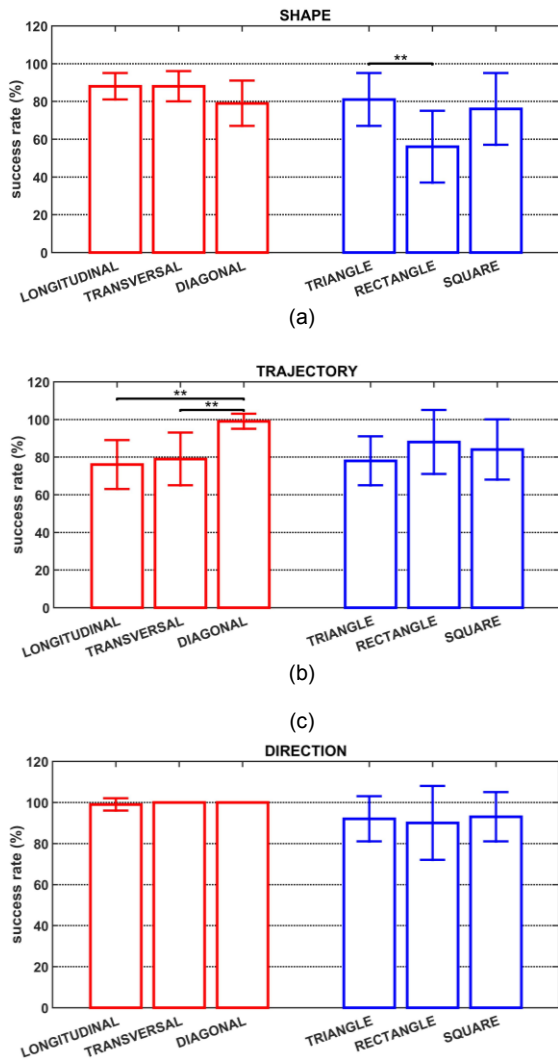 SHAPE
120
100
80
60
40
20
0
success rate (%)
**
LONGITUDINAL
TRANSVERSAL
DIAGONAL
TRIANGLE
RECTANGLE
SQUARE
(a)
TRAJECTORY
120
100
80
60
40
20
0
success rate (%)
**
**
LONGITUDINAL
TRANSVERSAL
DIAGONAL
TRIANGLE
RECTANGLE
SQUARE
(b)
(c)
DIRECTION
120
100
80
60
40
20
0
success rate (%)
LONGITUDINAL
TRANSVERSAL
DIAGONAL
TRIANGLE
RECTANGLE
SQUARE